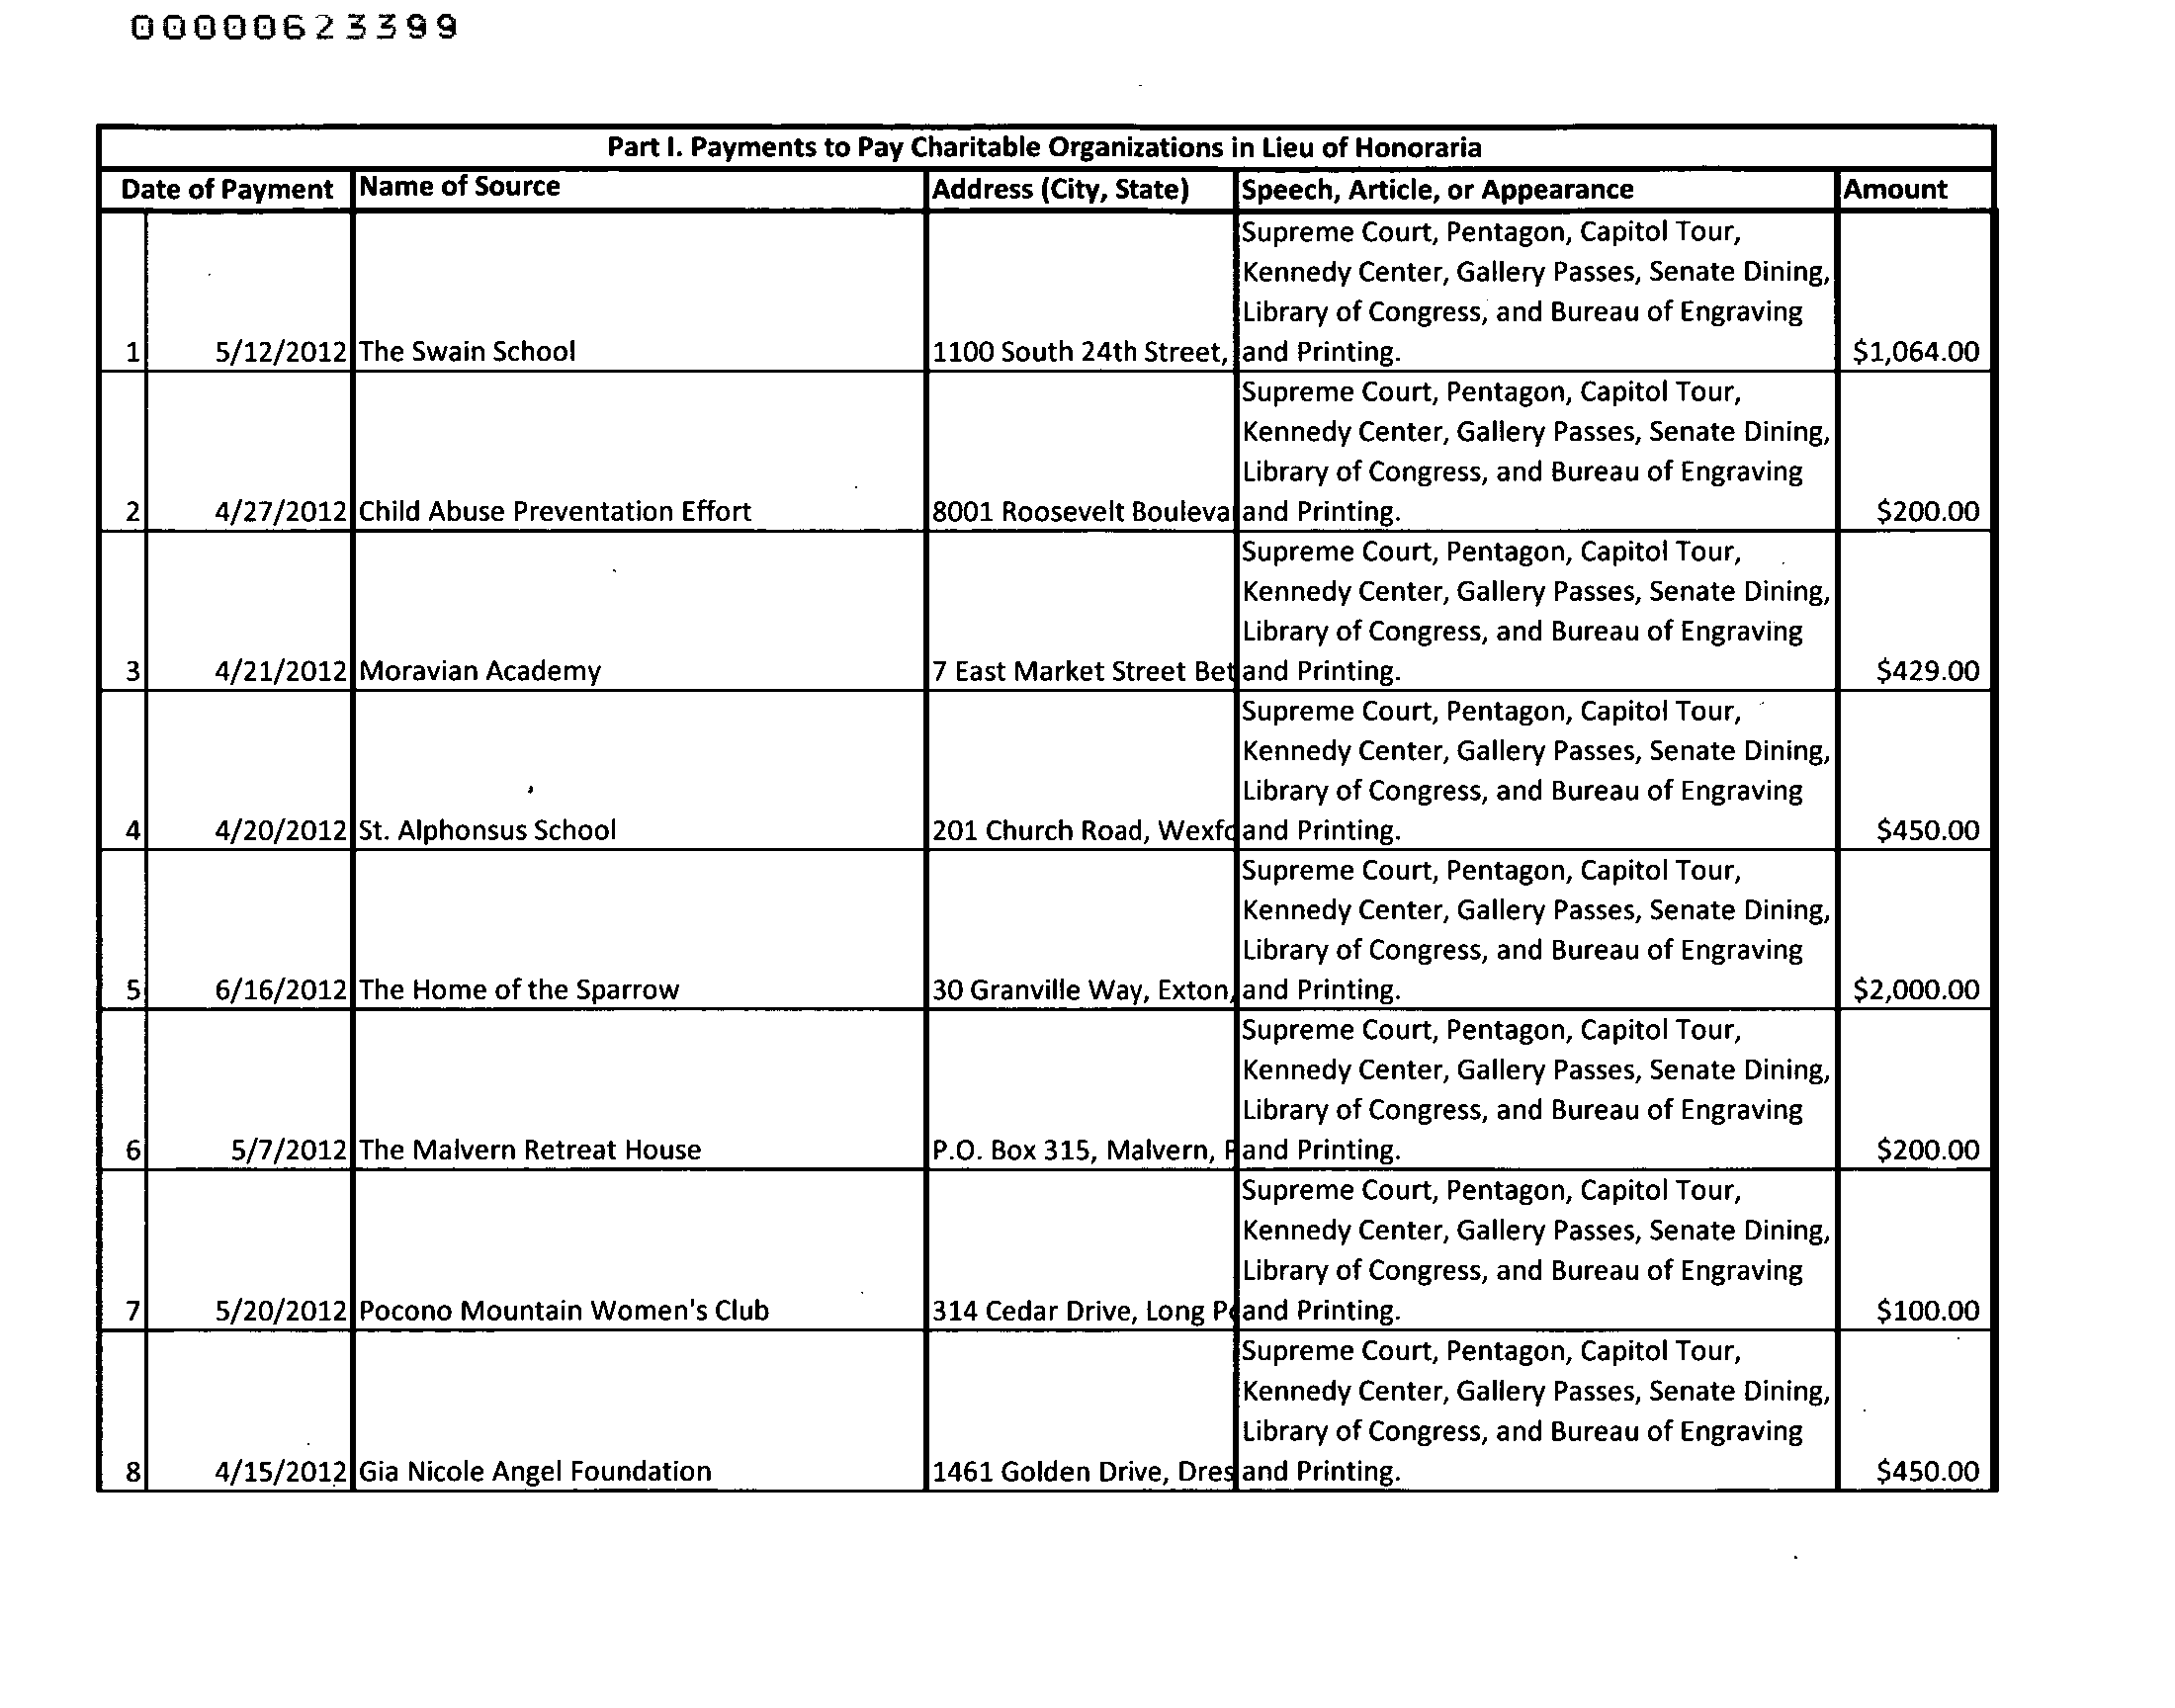 00000623399
Part I. Payments to Pay Charitable Organizations in Lieu of Honoraria
Date of Payment Name of Source Address (City, State) Speech, Article, or Appearance Amount
Supreme Court, Pentagon, Capitol Tour,
Kennedy Center, Gallery Passes, Senate Dining,
Library of Congress, and Bureau of Engraving
1 5/12/2012 The Swain School 1100 South 24th Street, and Printing. $1,064.00
Supreme Court, Pentagon, Capitol Tour,
Kennedy Center, Gallery Passes, Senate Dining,
Library of Congress, and Bureau of Engraving
2 4/27/2012 Child Abuse Preventation Effort 8001 Roosevelt Bouleva and Printing. $200.00
Supreme Court, Pentagon, Capitol Tour,
Kennedy Center, Gallery Passes, Senate Dining,
Library of Congress, and Bureau of Engraving
3 4/21/2012 Moravian Academy 7 East Market Street Bet and Printing. $429.00
Supreme Court, Pentagon, Capitol Tour,
Kennedy Center, Gallery Passes, Senate Dining,
Library of Congress, and Bureau of Engraving
4 4/20/2012 St. Alphonsus School 201 Church Road, Wexfo and Printing. $450.00
Supreme Court, Pentagon, Capitol Tour,
Kennedy Center, Gallery Passes, Senate Dining,
Library of Congress, and Bureau of Engraving
5 6/16/2012 The Home of the Sparrow 30 Granville Way, Exton, and Printing. $2,000.00
Supreme Court, Pentagon, Capitol Tour,
Kennedy Center, Gallery Passes, Senate Dining,
Library of Congress, and Bureau of Engraving
6 5/7/2012 The Malvern Retreat House P.O. Box 315, Malvern, P and Printing. $200.00
Supreme Court, Pentagon, Capitol Tour,
Kennedy Center, Gallery Passes, Senate Dining,
Library of Congress, and Bureau of Engraving
7 5/20/2012 Pocono Mountain Women's Club 314 Cedar Drive, Long Po and Printing. $100.00
Supreme Court, Pentagon, Capitol Tour,
Kennedy Center, Gallery Passes, Senate Dining,
Library of Congress, and Bureau of Engraving
8 4/15/2012 Gia Nicole Angel Foundation 1461 Golden Drive, Dres and Printing. $450.00